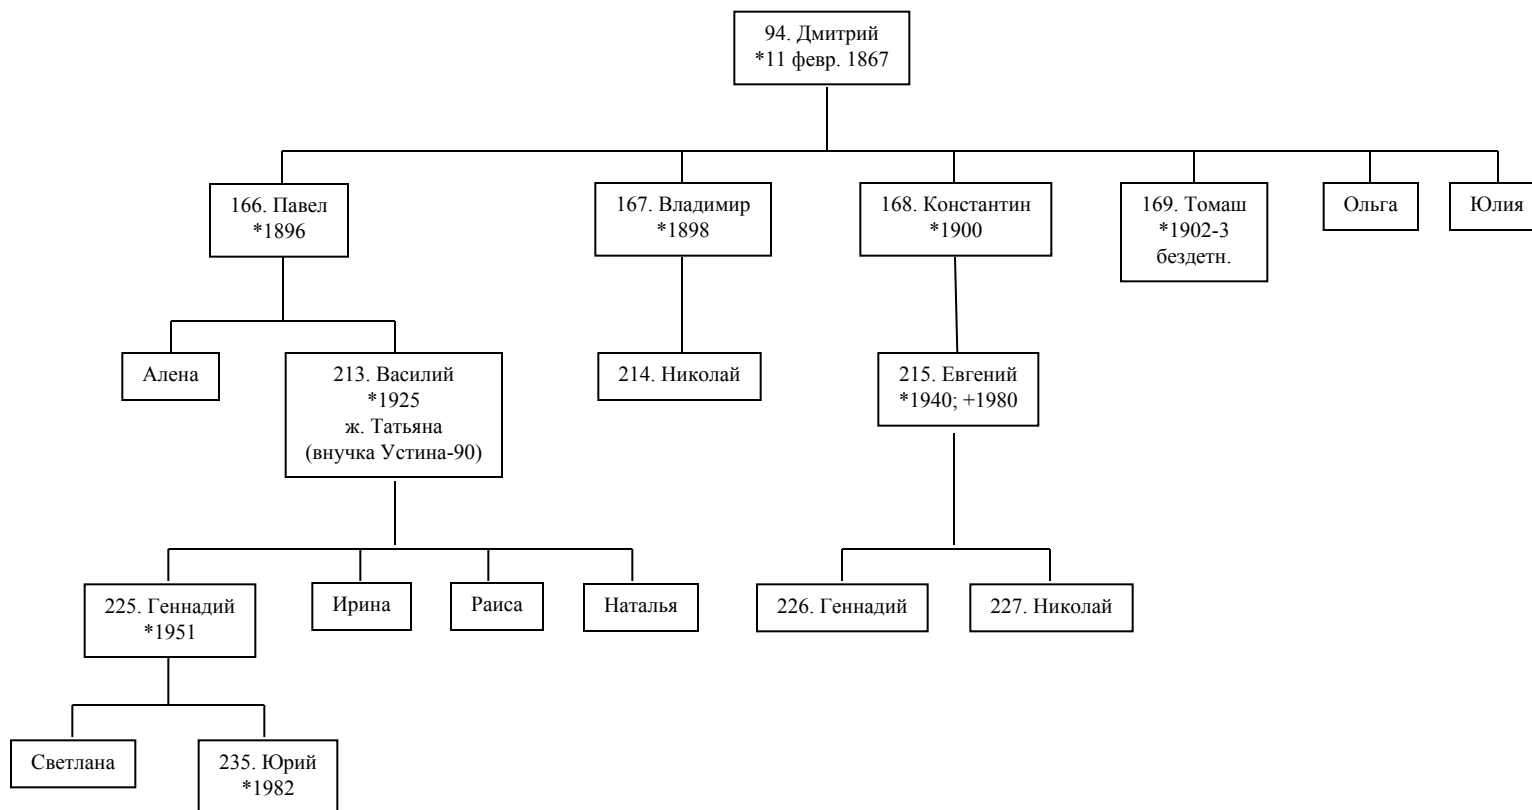 94. Дмитрий
*11 февр. 1867
166. Павел
*1896
167. Владимир
*1898
168. Константин
*1900
169. Томаш
*1902-3
бездетн.
Ольга
Юлия
Алена
213. Василий
*1925
ж. Татьяна
(внучка Устина-90)
214. Николай
215. Евгений
*1940; +1980
225. Геннадий
*1951
Ирина
Раиса
Наталья
226. Геннадий
227. Николай
Светлана
235. Юрий
*1982